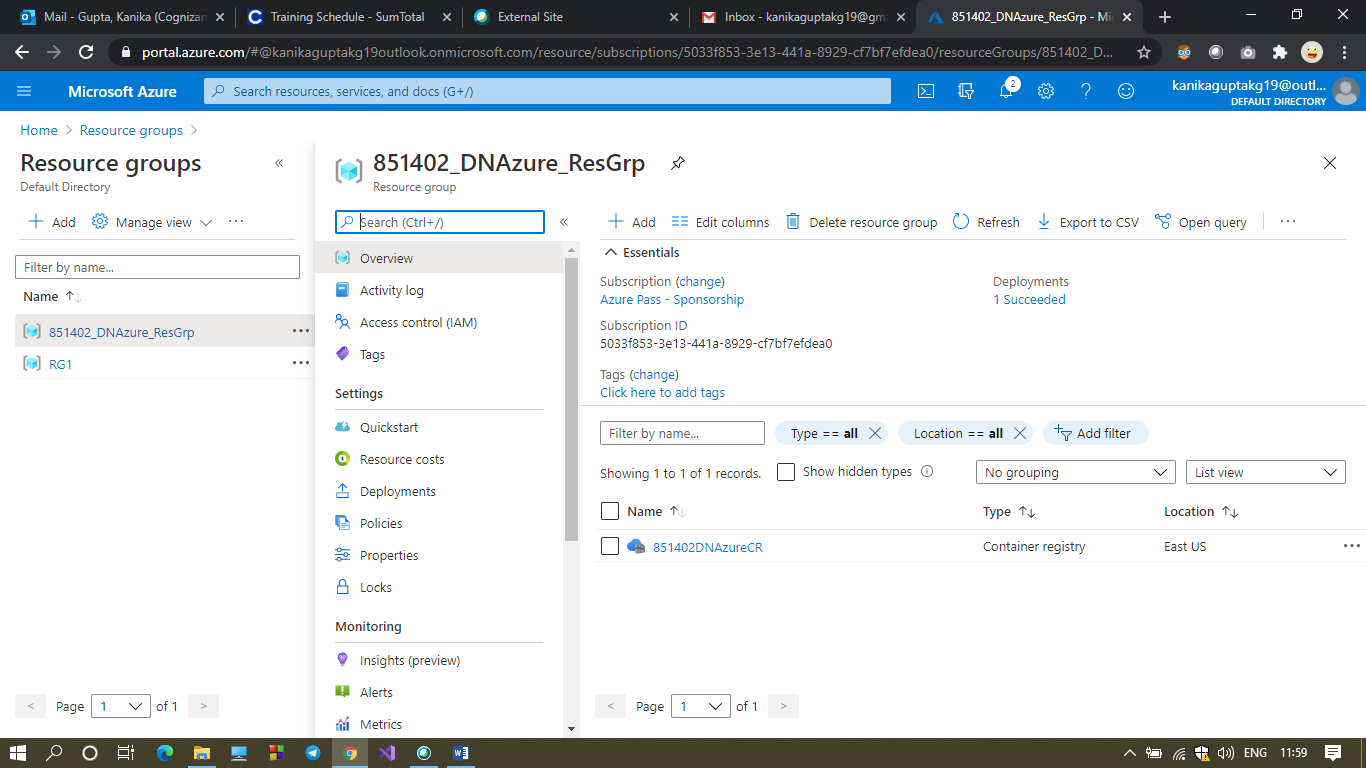 Mail - Gupta, Kanika (Cognizan
Training Schedule - SumTotal
External Site
Inbox - kanikaguptakg19@gma
851402_DNAzure_ResGrp - Mic
portal.azure.com/#@kanikaguptakg19outlook.onmicrosoft.com/resource/subscriptions/5033f853-3e13-441a-8929-cf7bf7efdea0/resourceGroups/851402_D...
Microsoft Azure
Search resources, services, and docs (G+/)
2
kanikaguptakg19@outl...
DEFAULT DIRECTORY
Home > Resource groups >
Resource groups
Default Directory
Add
Manage view
Filter by name...
Name
851402_DNAzure_ResGrp
RG1
< Page 1 of 1 >
851402_DNAzure_ResGrp
Resource group
Search (Ctrl+/)
Overview
Activity log
Access control (IAM)
Tags
Settings
Quickstart
Resource costs
Deployments
Policies
Properties
Locks
Monitoring
Insights (preview)
Alerts
Metrics
Add Edit columns Delete resource group Refresh Export to CSV Open query
Essentials
Subscription (change)
Azure Pass - Sponsorship
Deployments
1 Succeeded
Subscription ID
5033f853-3e13-441a-8929-cf7bf7efdea0
Tags (change)
Click here to add tags
Filter by name...
Type == all
Location == all
Add filter
Showing 1 to 1 of 1 records.
Show hidden types
No grouping
List view
Name Type Location
851402DNAzureCR Container registry East US
< Page 1 of 1 >
ENG 11:59